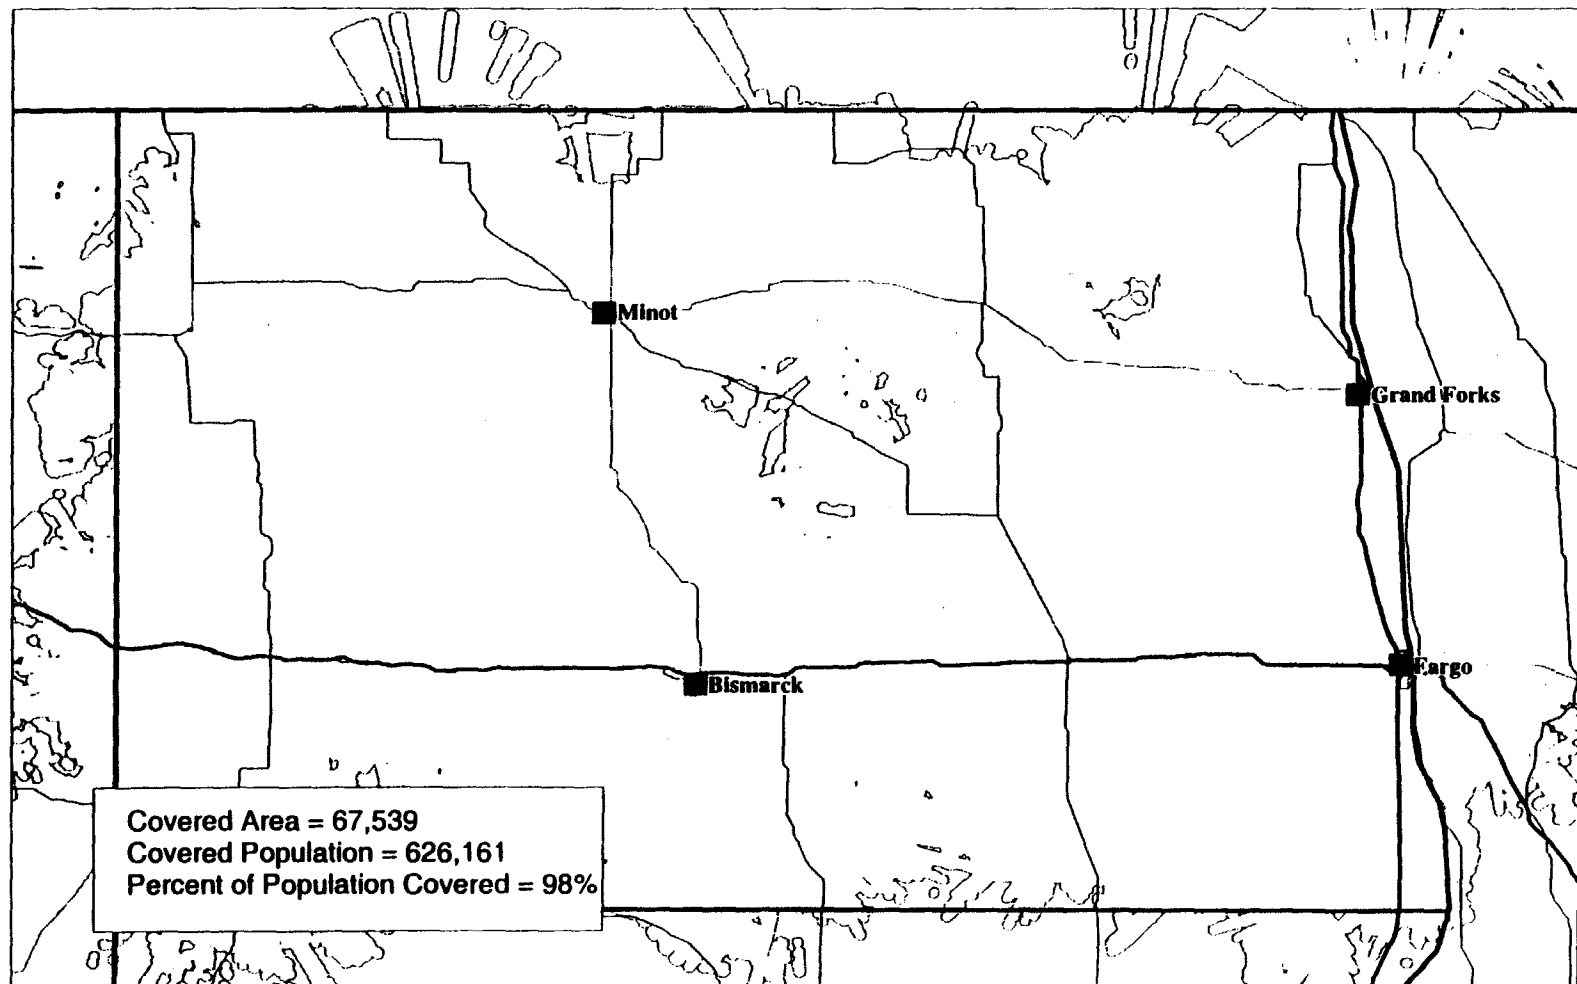 Minot
Grand Forks
Fargo
Bismarck
Covered Area = 67,539
Covered Population = 626,161
Percent of Population Covered = 98%